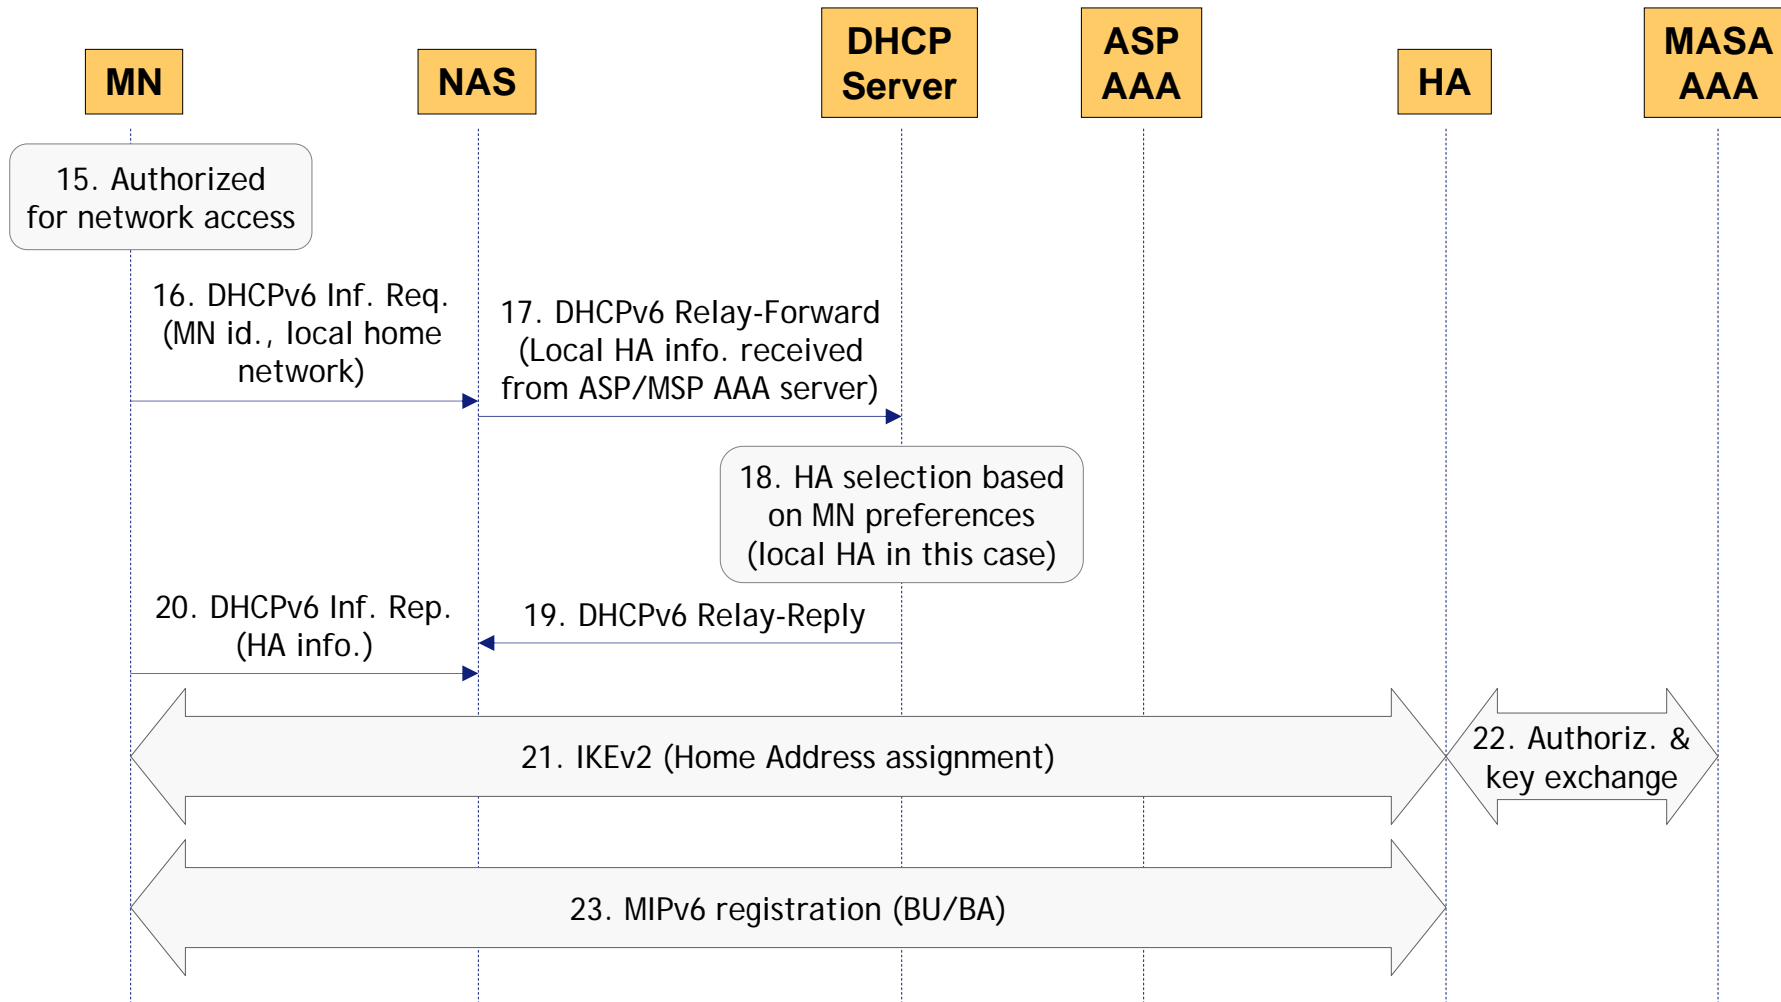 MN
NAS
DHCP
Server
ASP
AAA
HA
MASA
AAA
15. Authorized
for network access
16. DHCPv6 Inf. Req.
(MN id., local home
network)
17. DHCPv6 Relay-Forward
(Local HA info. received
from ASP/MSP AAA server)
18. HA selection based
on MN preferences
(local HA in this case)
20. DHCPv6 Inf. Rep.
(HA info.)
19. DHCPv6 Relay-Reply
21. IKEv2 (Home Address assignment)
22. Authoriz. &
key exchange
23. MIPv6 registration (BU/BA)